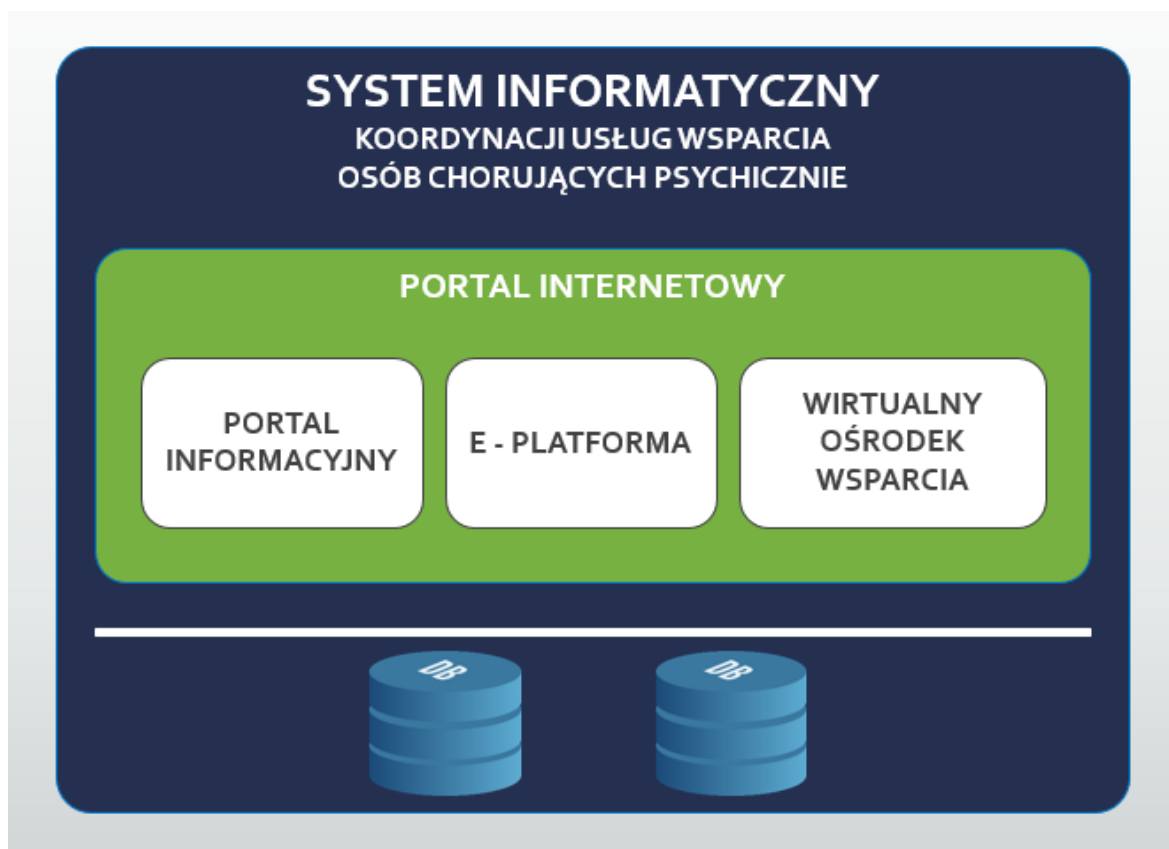 SYSTEM INFORMATYCZNY
KOORDYNACJI USŁUG WSPARCIA
OSÓB CHORUJĄCYCH PSYCHICZNIE
PORTAL INTERNETOWY
PORTAL
INFORMACYJNY
E - PLATFORMA
WIRTUALNY
OŚRODEK
WSPARCIA
DB
DB